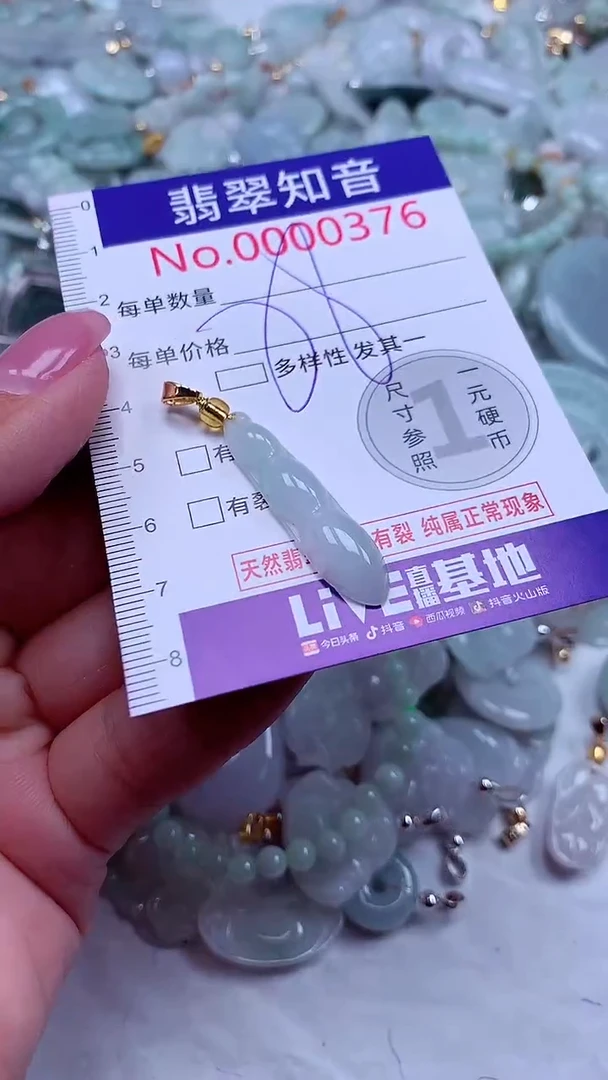 翡翠知音
No.0000376
0
1
2
3
4
5
6
7
8
每单数量
每单价格
多样性 发其一
有
有裂
一元硬币
尺寸参照
1
天然翡
有裂 纯属正常现象
LiVE直播基地
今日头条 抖音 西瓜视频 抖音火山版